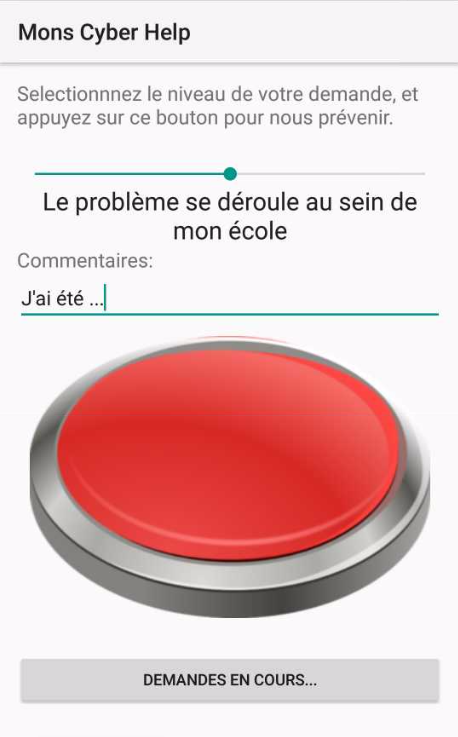 Mons Cyber Help
Selectionnnez le niveau de votre demande, et
appuyez sur ce bouton pour nous prévenir.
Le problème se déroule au sein de
mon école
Commentaires:
J'ai été ...
DEMANDES EN COURS...